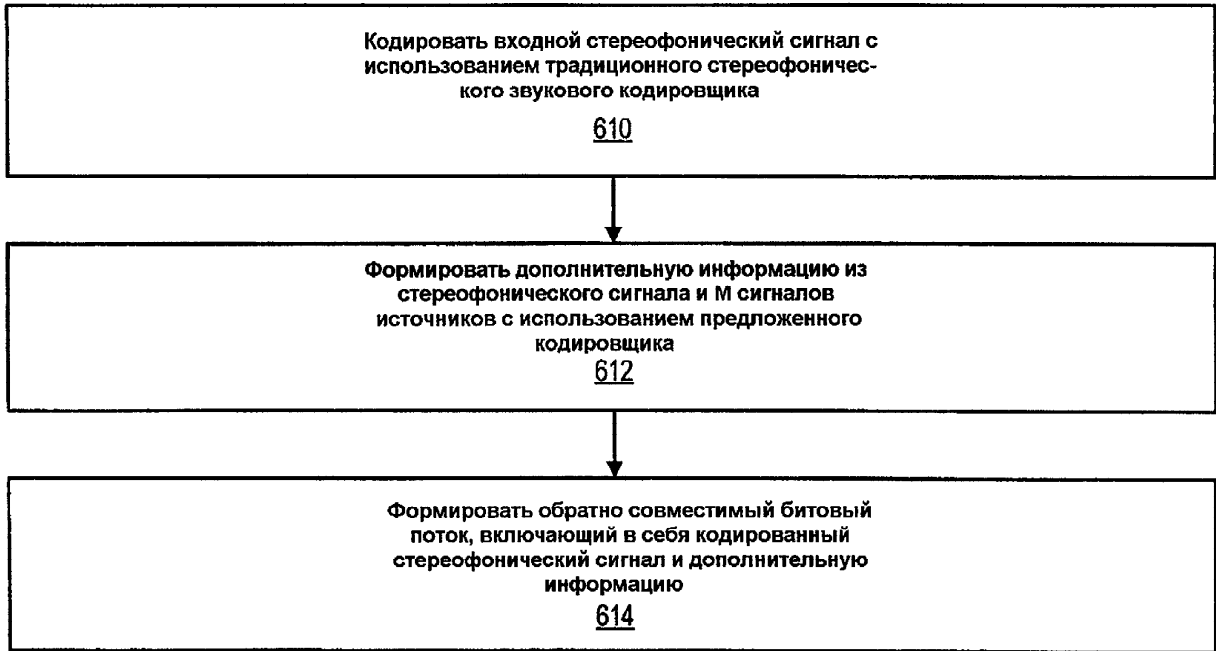 Кодировать входной стереофонический сигнал с
использованием традиционного стереофоничес-
кого звукового кодировщика
610
Формировать дополнительную информацию из
стереофонического сигнала и М сигналов
источников с использованием предложенного
кодировщика
612
Формировать обратно совместимый битовый
поток, включающий в себя кодированный
стереофонический сигнал и дополнительную
информацию
614